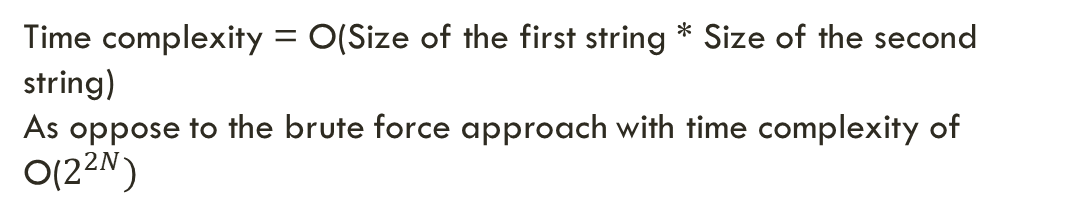 Time complexity = O(Size of the first string * Size of the second
string)
As oppose to the brute force approach with time complexity of
O(2^{2N})